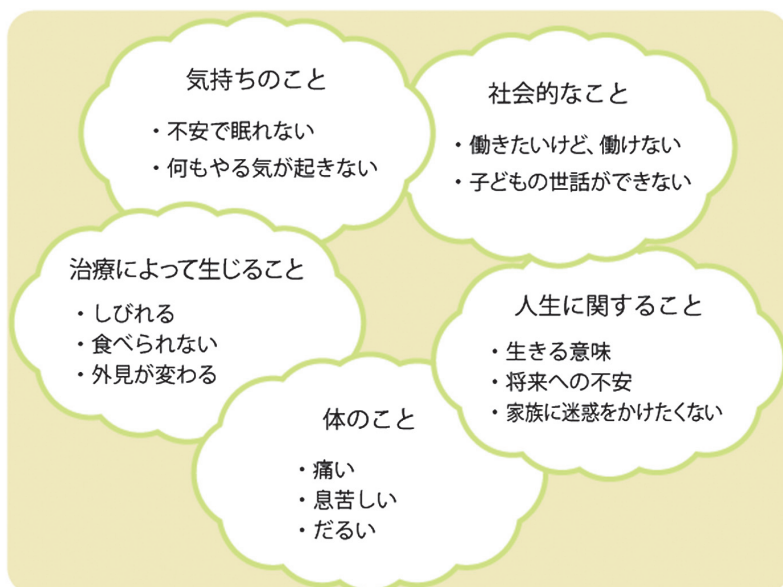 気持ちのこと
・不安で眠れない
・何もやる気が起きない
社会的なこと
・働きたいけど、働けない
・子どもの世話ができない
治療によって生じること
・しびれる
・食べられない
・外見が変わる
人生に関すること
・生きる意味
・将来への不安
・家族に迷惑をかけたくない
体のこと
・痛い
・息苦しい
・だるい